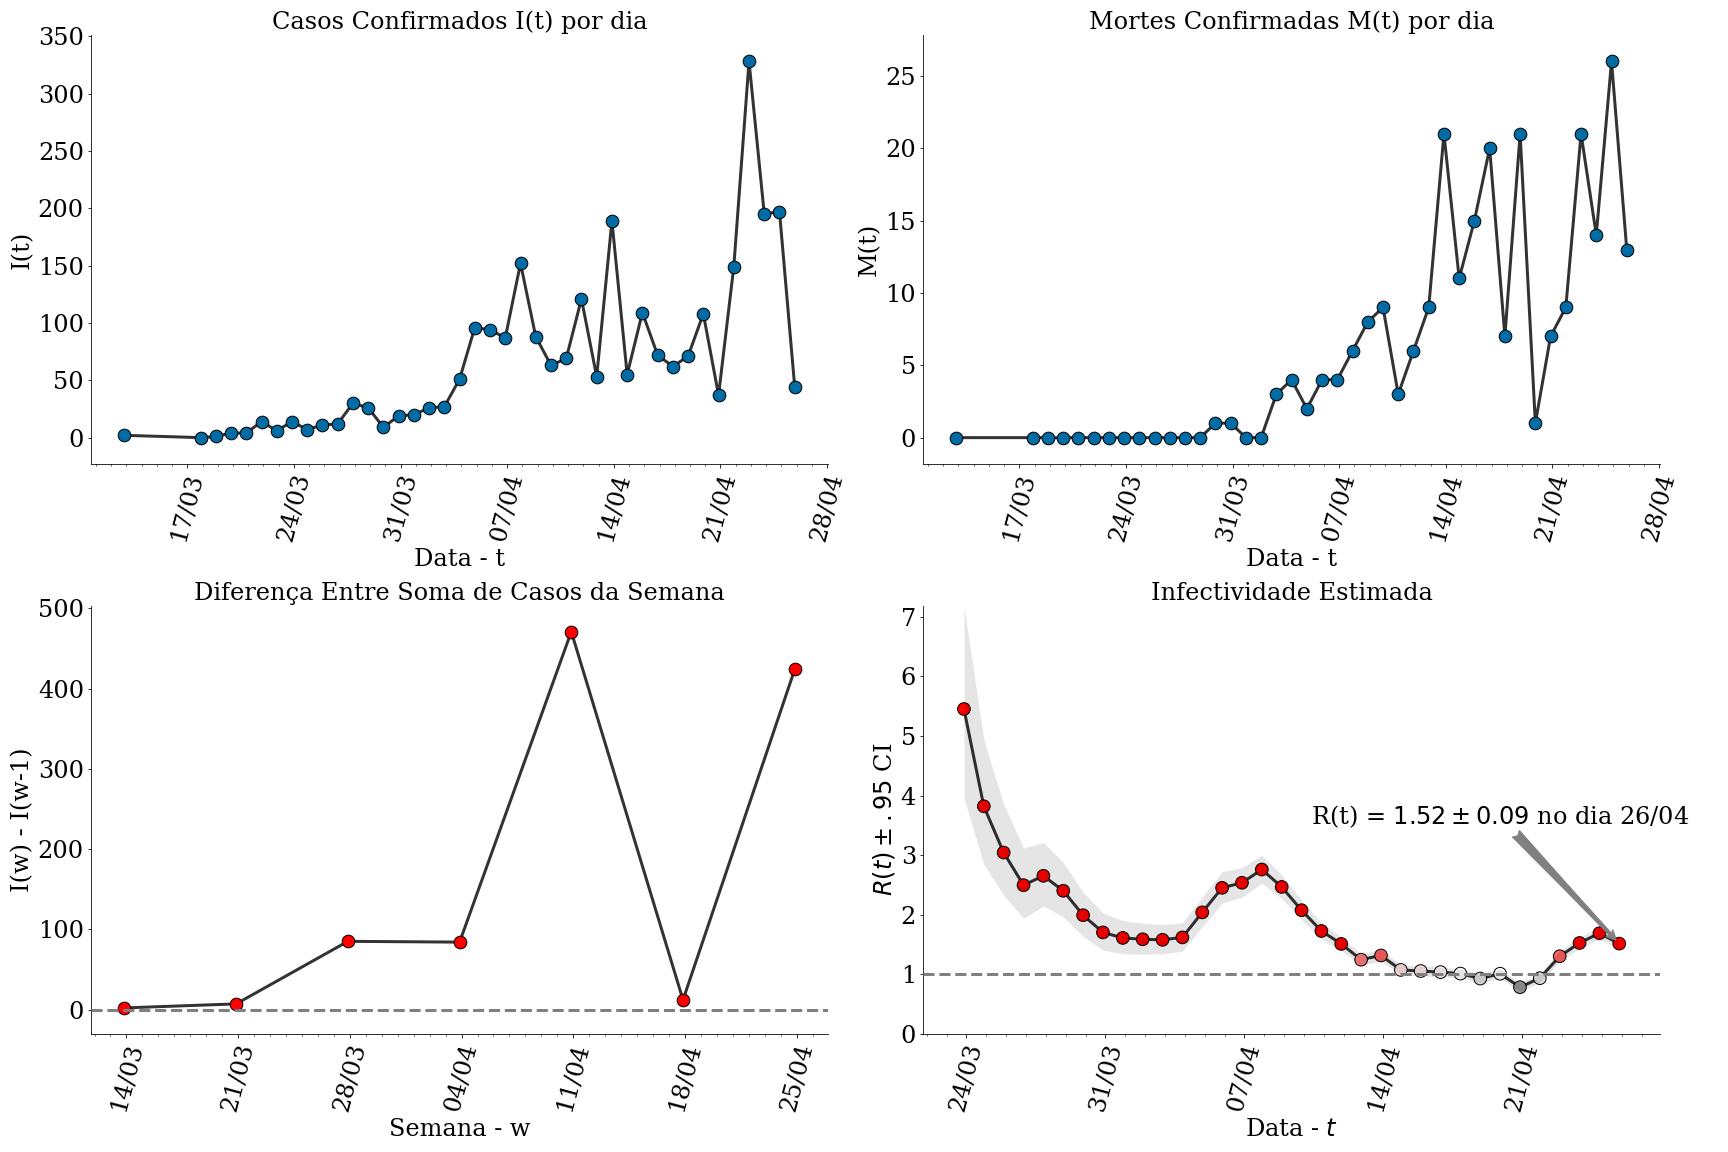 Casos Confirmados I(t) por dia
I(t)
350
300
250
200
150
100
50
0
17/03 24/03 31/03 07/04 14/04 21/04 28/04
Data - t
Mortes Confirmadas M(t) por dia
M(t)
25
20
15
10
5
0
17/03 24/03 31/03 07/04 14/04 21/04 28/04
Data - t
Diferença Entre Soma de Casos da Semana
I(w) - I(w-1)
500
400
300
200
100
0
14/03 21/03 28/03 04/04 11/04 18/04 25/04
Semana - w
Infectividade Estimada
R(t) ± .95 CI
7
6
5
4
3
2
1
0
R(t) = 1.52 ± 0.09 no dia 26/04
24/03 31/03 07/04 14/04 21/04
Data - t